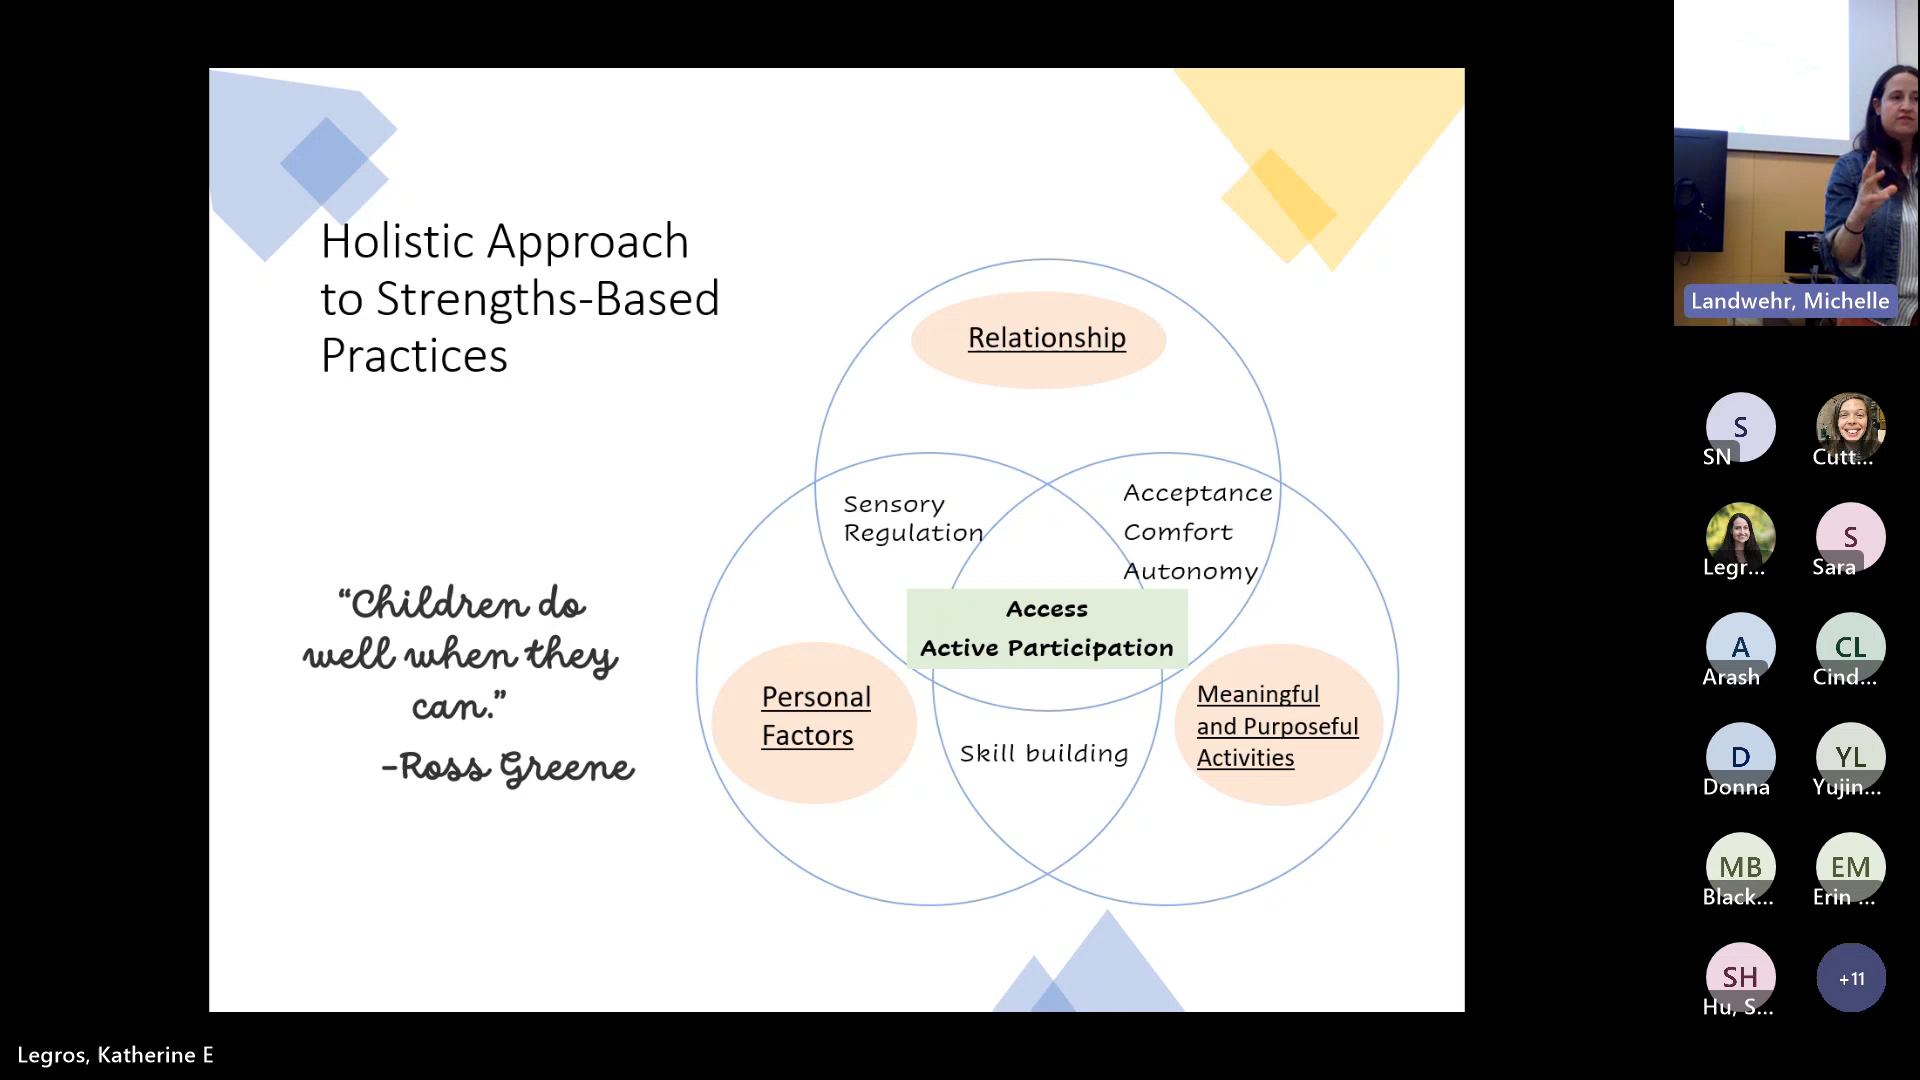 Holistic Approach
to Strengths-Based
Practices
“Children do
well when they
can.”
-Ross Greene
Relationship
Sensory
Regulation
Acceptance
Comfort
Autonomy
Access
Active Participation
Personal
Factors
Meaningful
and Purposeful
Activities
Skill building
Landwehr, Michelle
S
SN
Cutt...
Legr...
S
Sara
A
Arash
CL
Cind...
D
Donna
YL
Yujin...
MB
Black...
EM
Erin ...
SH
Hu, S...
+11
Legros, Katherine E